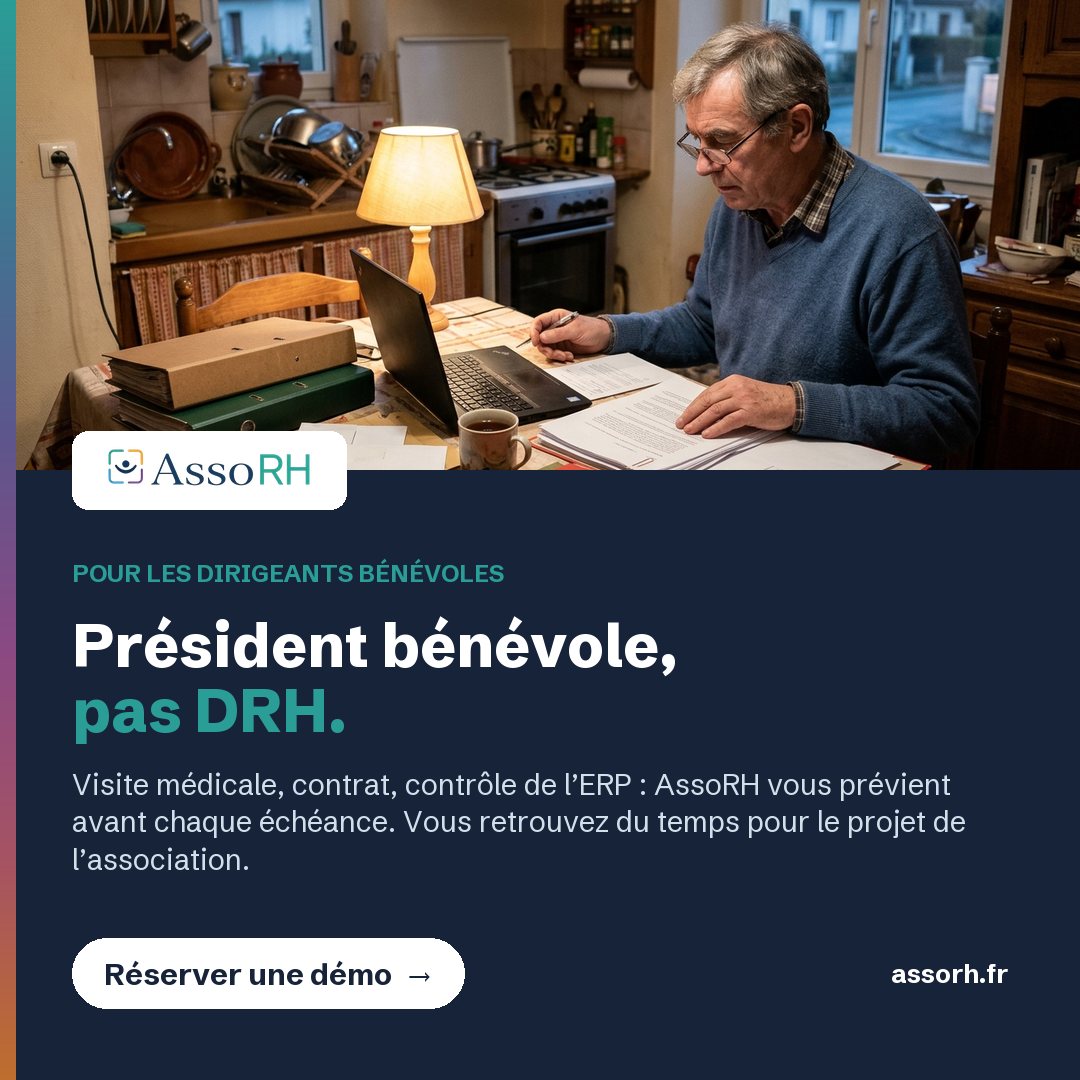 AssoRH
POUR LES DIRIGEANTS BÉNÉVOLES
Président bénévole,
pas DRH.
Visite médicale, contrat, contrôle de l’ERP : AssoRH vous prévient
avant chaque échéance. Vous retrouvez du temps pour le projet de
l’association.
Réserver une démo →
assorh.fr